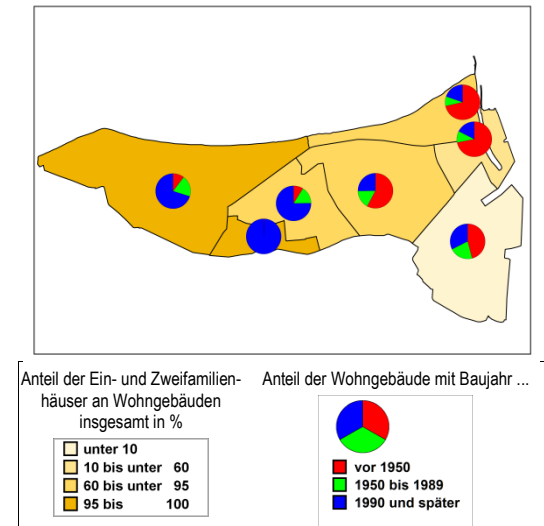 Anteil der Ein- und Zweifamilien-
häuser an Wohngebäuden
insgesamt in %
unter 10
10 bis unter 60
60 bis unter 95
95 bis 100
Anteil der Wohngebäude mit Baujahr ...
vor 1950
1950 bis 1989
1990 und später